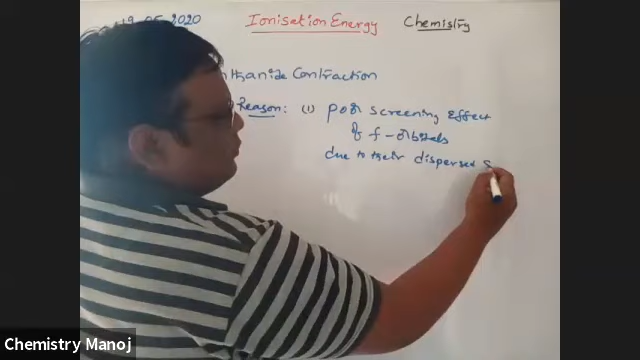 19-05-2020 Ionisation Energy Chemistry
Contraction
Reason: (1) poor screening Effect
of f-orbitals
due to their dispersed s
Chemistry Manoj